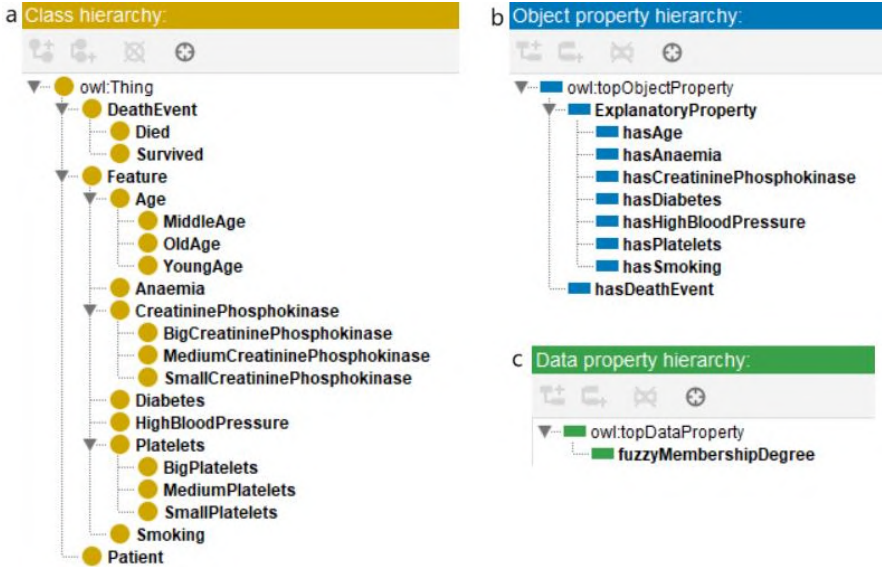 a Class hierarchy:
owl:Thing
DeathEvent
Died
Survived
Feature
Age
MiddleAge
OldAge
YoungAge
Anaemia
CreatininePhosphokinase
BigCreatininePhosphokinase
MediumCreatininePhosphokinase
SmallCreatininePhosphokinase
Diabetes
HighBloodPressure
Platelets
BigPlatelets
MediumPlatelets
SmallPlatelets
Smoking
Patient
b Object property hierarchy:
owl:topObjectProperty
ExplanatoryProperty
hasAge
hasAnaemia
hasCreatininePhosphokinase
hasDiabetes
hasHighBloodPressure
hasPlatelets
hasSmoking
hasDeathEvent
c Data property hierarchy:
owl:topDataProperty
fuzzyMembershipDegree